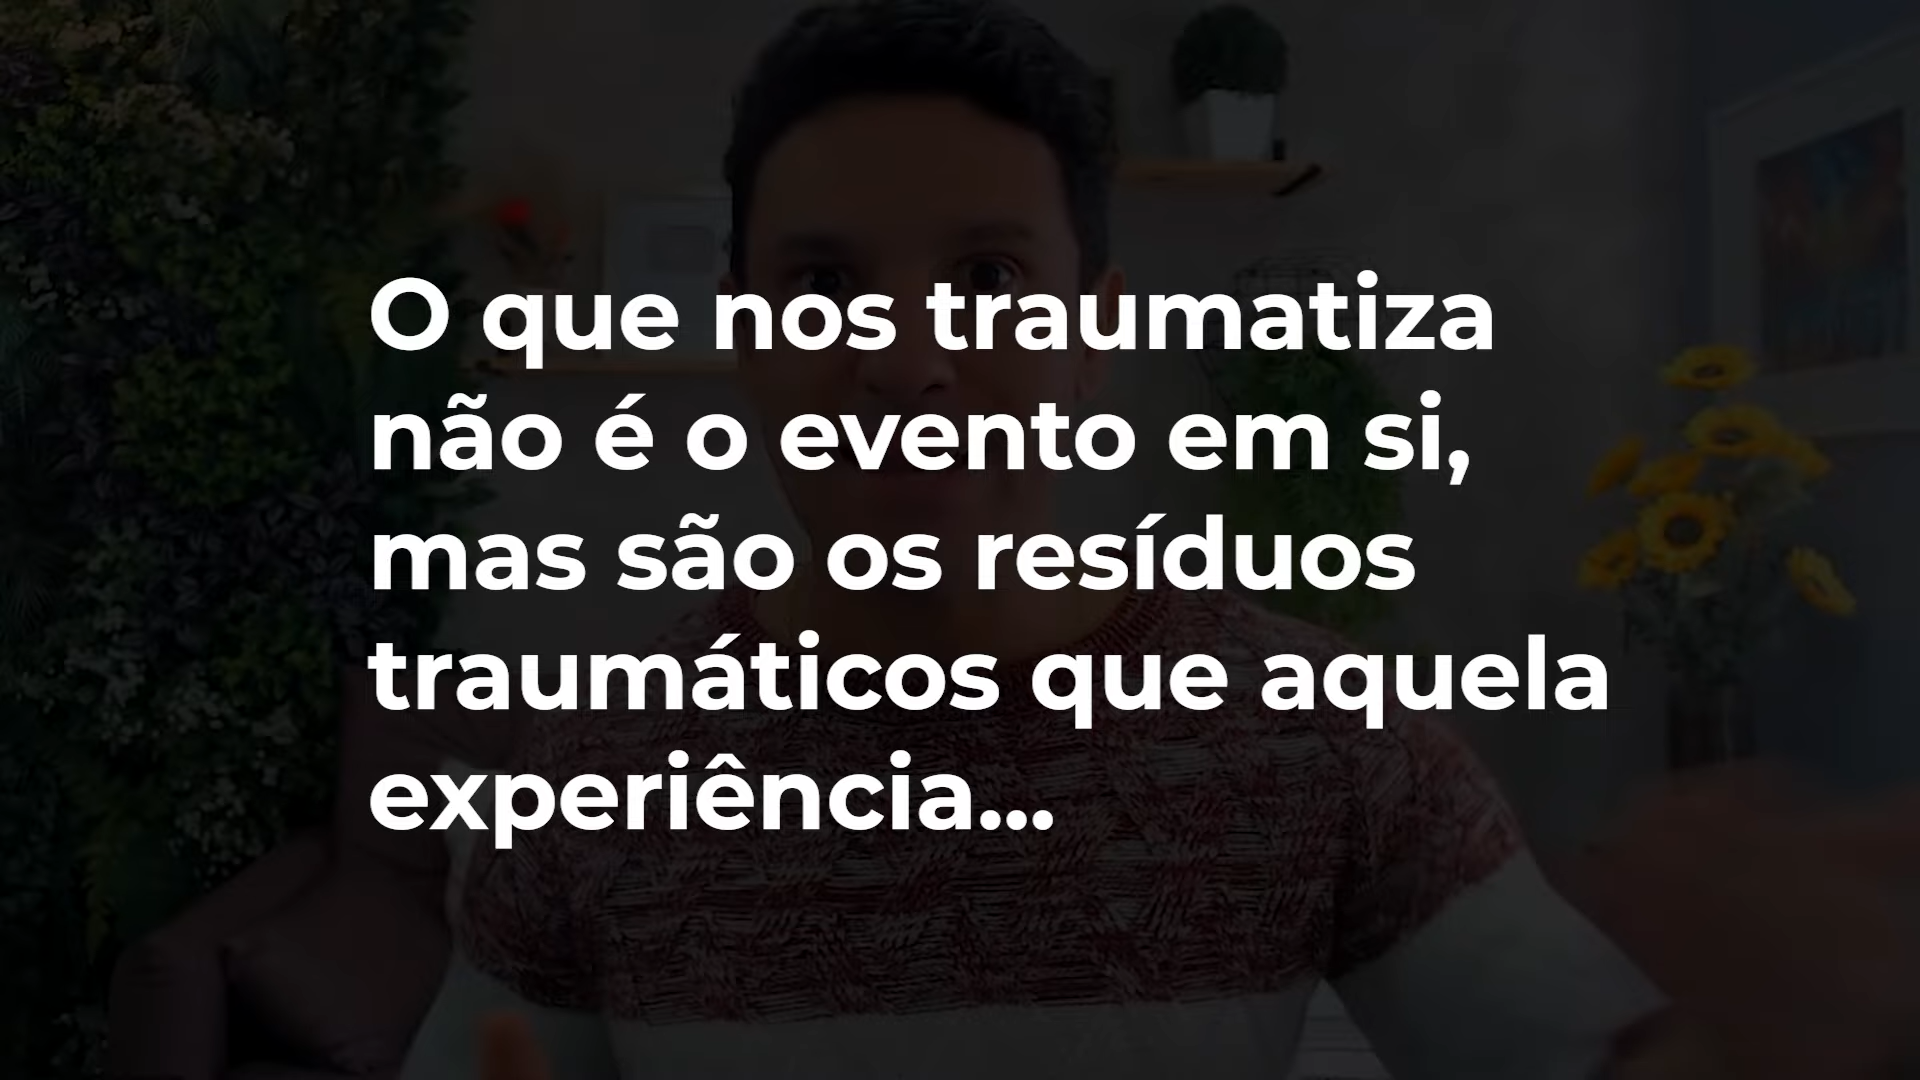 O que nos traumatiza
não é o evento em si,
mas são os resíduos
traumáticos que aquela
experiência...